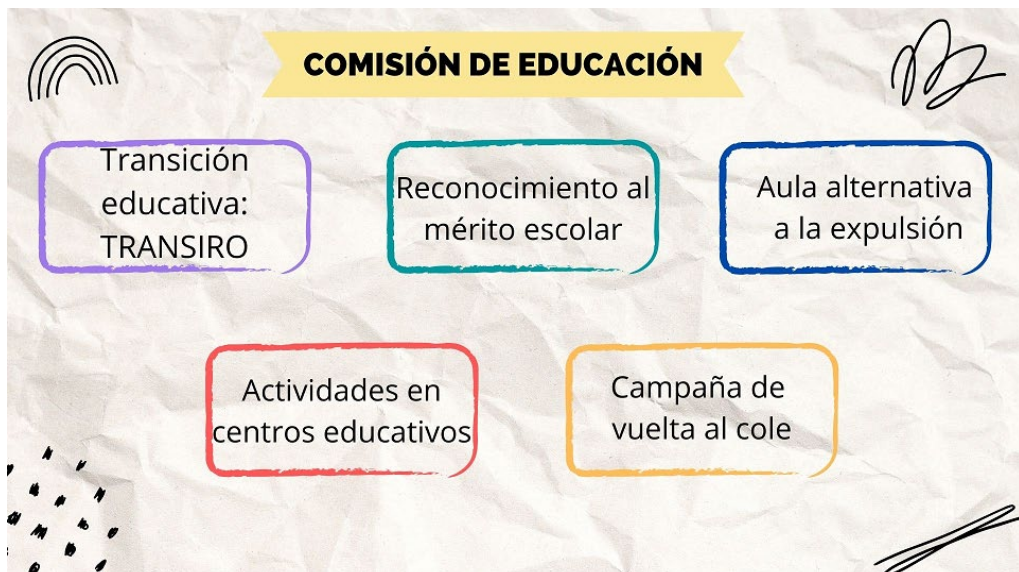 COMISIÓN DE EDUCACIÓN
Transición
educativa:
TRANSIRO
Reconocimiento al
mérito escolar
Aula alternativa
a la expulsión
Actividades en
centros educativos
Campaña de
vuelta al cole